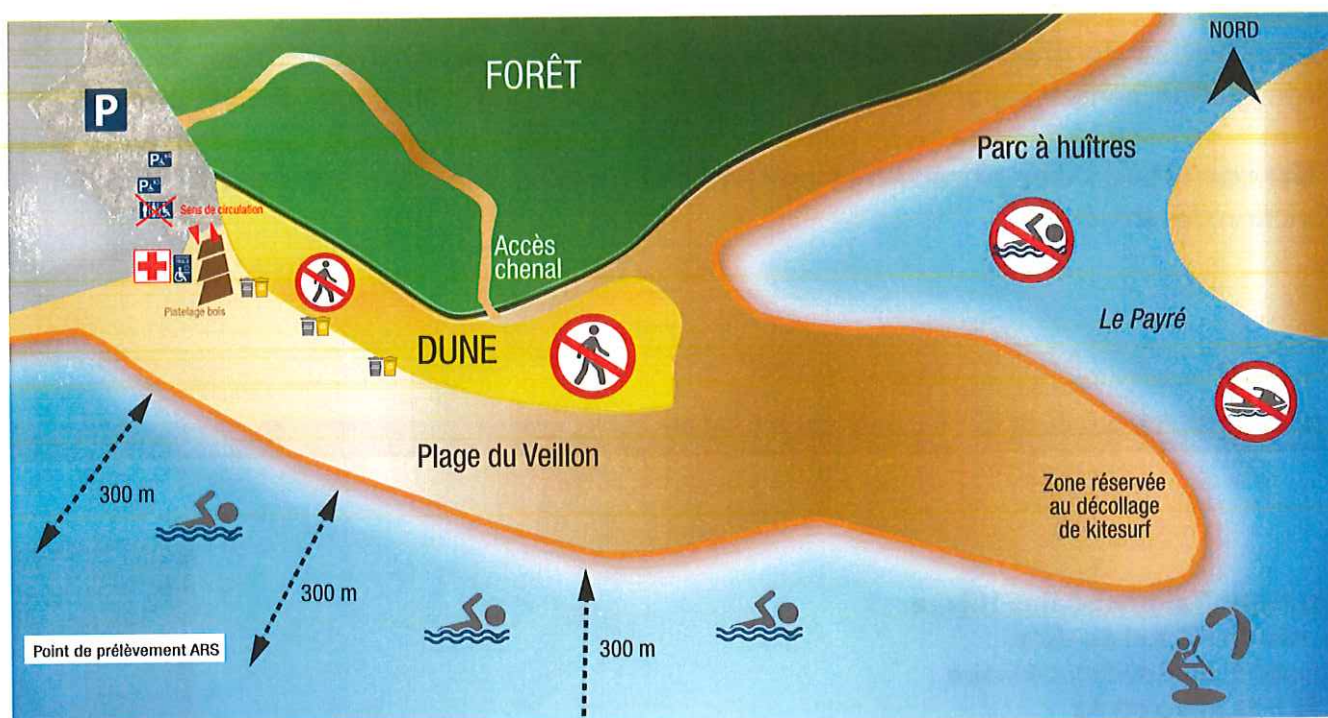 NORD
FORÊT
P
Parc à huîtres
P
P
Sens de circulation
Accès
chenal
Platelage bois
Le Payré
DUNE
Plage du Veillon
300 m
Zone réservée
au décollage
de kitesurf
300 m
300 m
Point de prélèvement ARS